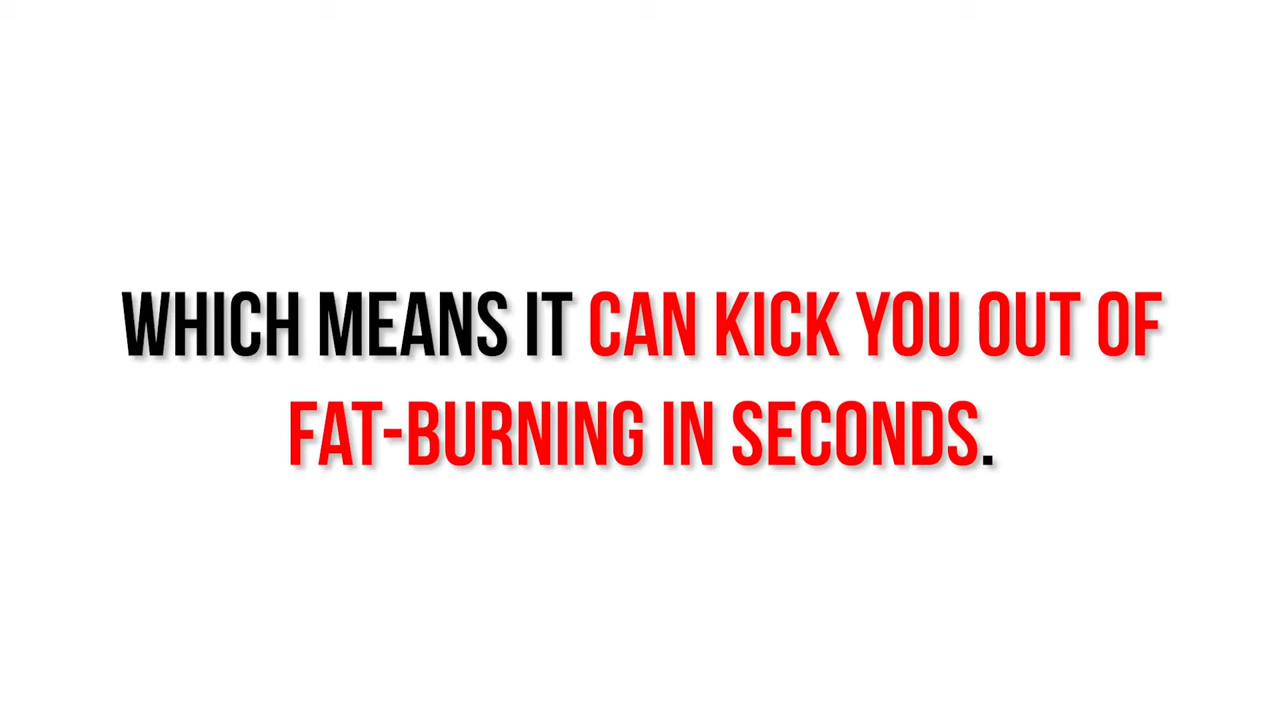 WHICH MEANS IT CAN KICK YOU OUT OF
FAT-BURNING IN SECONDS.